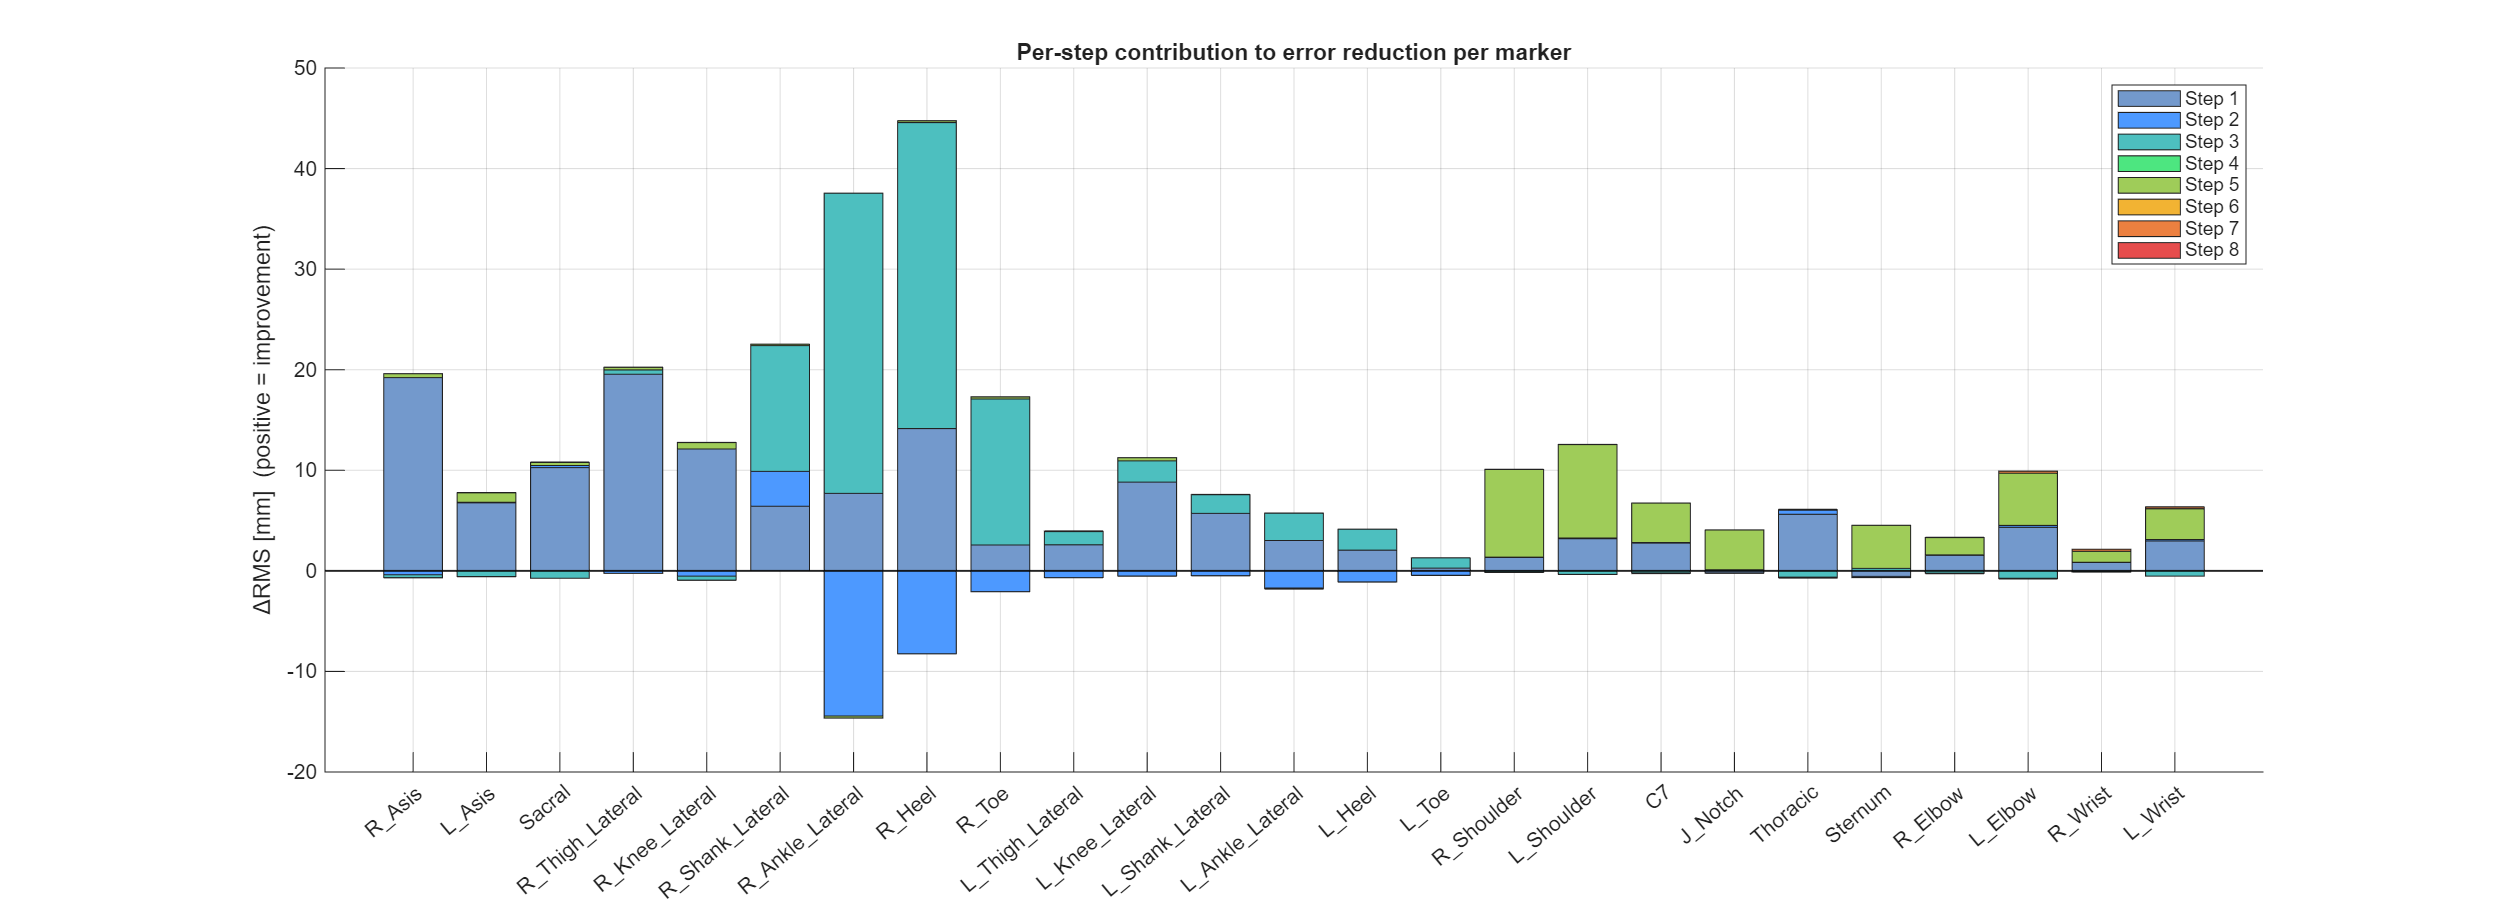 Per-step contribution to error reduction per marker
ΔRMS [mm]  (positive = improvement)
50
40
30
20
10
0
-10
-20
Step 1
Step 2
Step 3
Step 4
Step 5
Step 6
Step 7
Step 8
R_Asis
L_Asis
Sacral
R_Thigh_Lateral
R_Knee_Lateral
R_Shank_Lateral
R_Ankle_Lateral
R_Heel
R_Toe
L_Thigh_Lateral
L_Knee_Lateral
L_Shank_Lateral
L_Ankle_Lateral
L_Heel
L_Toe
R_Shoulder
L_Shoulder
C7
J_Notch
Thoracic
Sternum
R_Elbow
L_Elbow
R_Wrist
L_Wrist